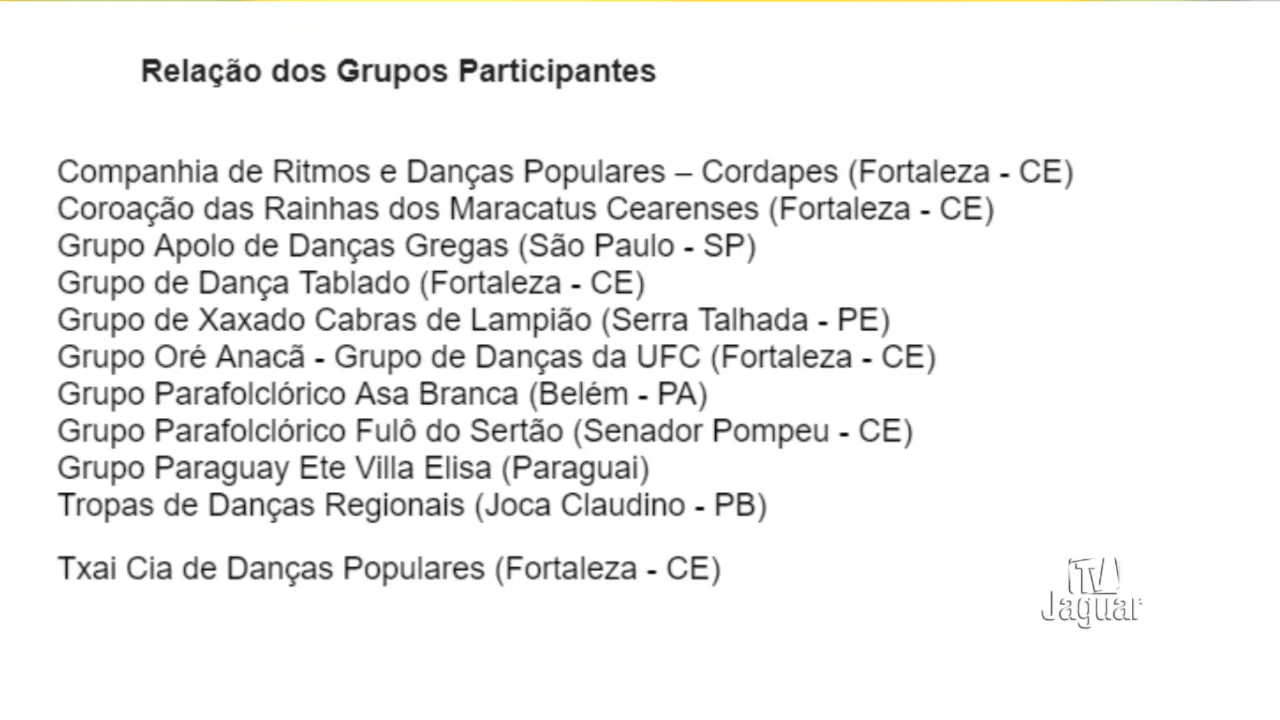 Relação dos Grupos Participantes
Companhia de Ritmos e Danças Populares – Cordapes (Fortaleza - CE)
Coroação das Rainhas dos Maracatus Cearenses (Fortaleza - CE)
Grupo Apolo de Danças Gregas (São Paulo - SP)
Grupo de Dança Tablado (Fortaleza - CE)
Grupo de Xaxado Cabras de Lampião (Serra Talhada - PE)
Grupo Oré Anacã - Grupo de Danças da UFC (Fortaleza - CE)
Grupo Parafolclórico Asa Branca (Belém - PA)
Grupo Parafolclórico Fulô do Sertão (Senador Pompeu - CE)
Grupo Paraguay Ete Villa Elisa (Paraguai)
Tropas de Danças Regionais (Joca Claudino - PB)
Txai Cia de Danças Populares (Fortaleza - CE)
TV
Jaguar